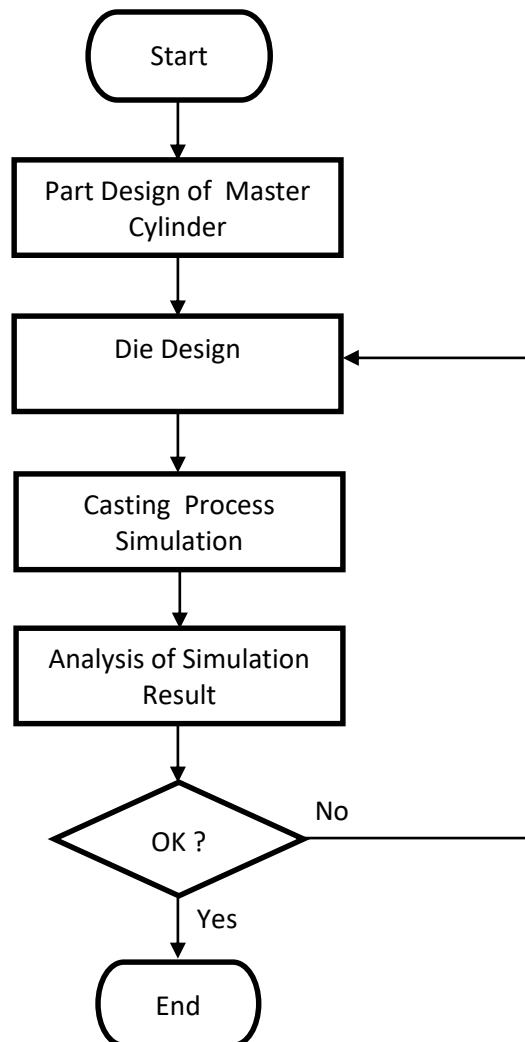 Start
Part Design of Master
Cylinder
Die Design
Casting Process
Simulation
Analysis of Simulation
Result
OK ?
No
Yes
End